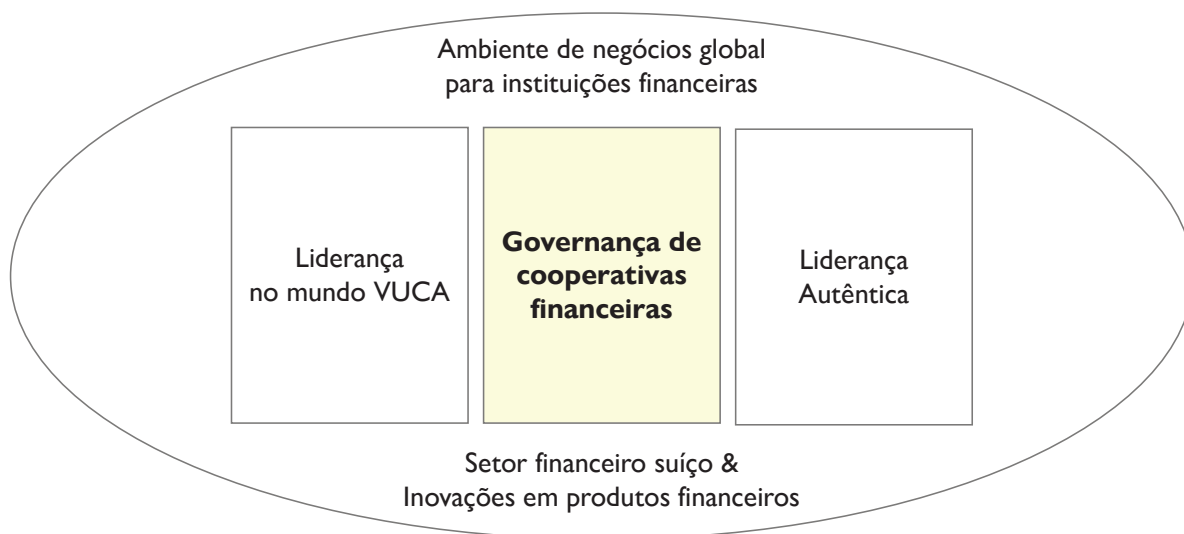 Ambiente de negócios global
para instituições financeiras
Liderança
no mundo VUCA
Governança de
cooperativas
financeiras
Liderança
Autêntica
Setor financeiro suíço &
Inovações em produtos financeiros